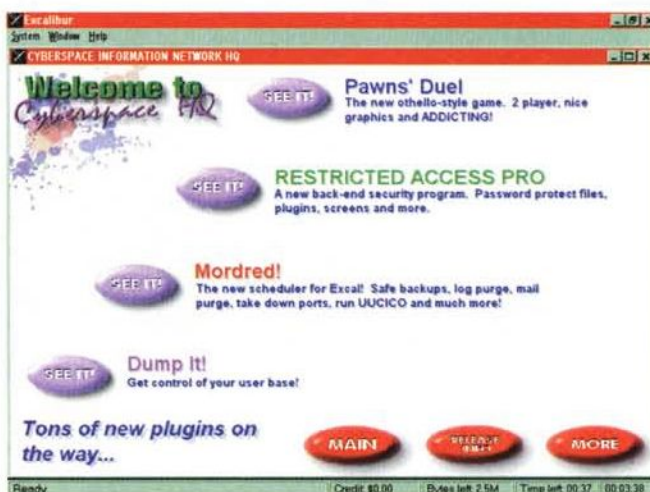 Excalibur
System Window Help
CYBERSPACE INFORMATION NETWORK HQ
Welcome to
Cyberspace HQ
SEE IT!
Pawns' Duel
The new othello-style game. 2 player, nice
graphics and ADDICTING!
SEE IT!
RESTRICTED ACCESS PRO
A new back-end security program. Password protect files,
plugins, screens and more.
SEE IT!
Mordred!
The new scheduler for Excal! Safe backups, log purge, mail
purge, take down ports, run UUCICO and much more!
SEE IT!
Dump It!
Get control of your user base!
Tons of new plugins on
the way...
MAIN
RELEASE
MORE
Ready
Credit: $0.00 Bytes left: 2.5M Time left: 00:37 00:03:38